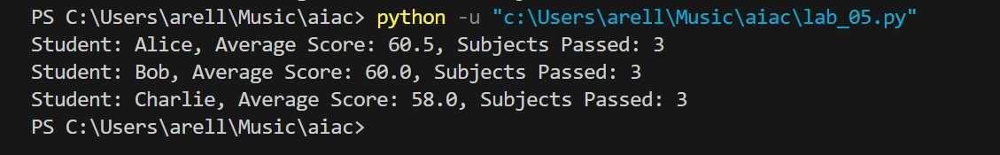 PS C:\Users\arell\Music\aiac> python -u "c:\Users\arell\Music\aiac\lab_05.py"
Student: Alice, Average Score: 60.5, Subjects Passed: 3
Student: Bob, Average Score: 60.0, Subjects Passed: 3
Student: Charlie, Average Score: 58.0, Subjects Passed: 3
PS C:\Users\arell\Music\aiac>